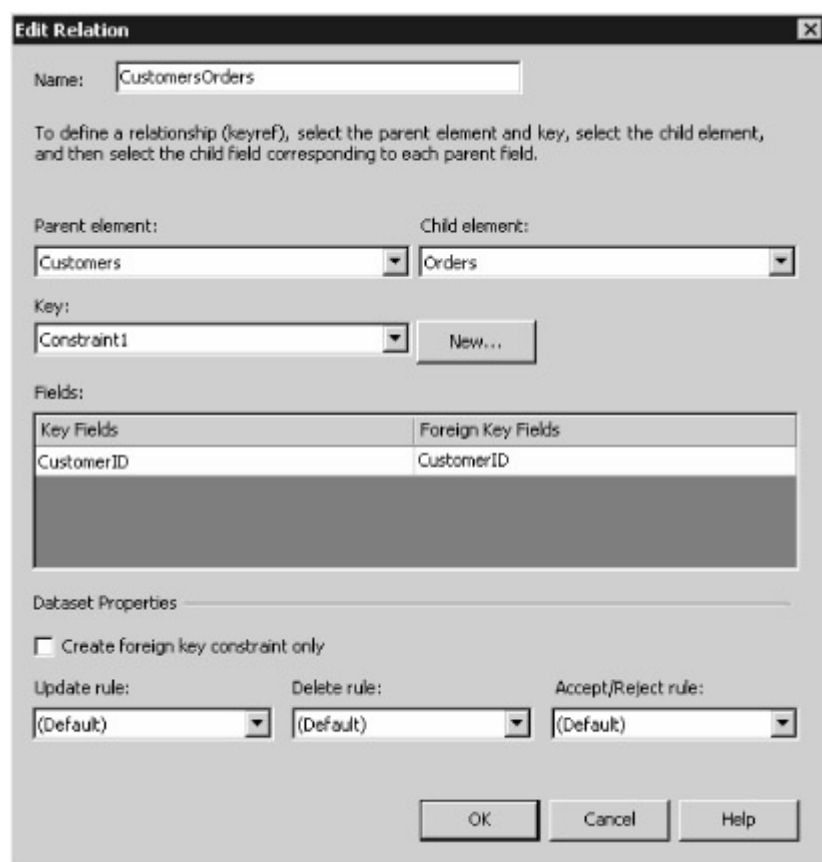 Edit Relation
Name: CustomersOrders
To define a relationship (keyref), select the parent element and key, select the child element,
and then select the child field corresponding to each parent field.
Parent element: Child element:
Customers Orders
Key:
Constraint1 New...
Fields:
Key Fields Foreign Key Fields
CustomerID CustomerID
Dataset Properties
Create foreign key constraint only
Update rule: Delete rule: Accept/Reject rule:
(Default) (Default) (Default)
OK Cancel Help